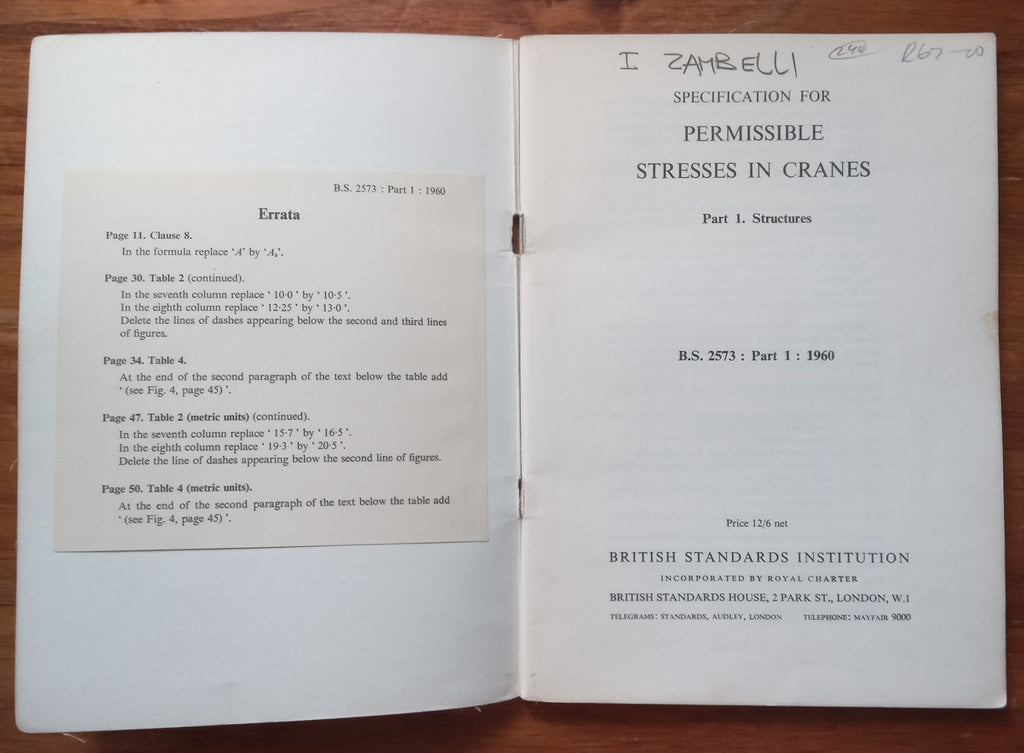 B.S. 2573 : Part 1 : 1960
Errata
Page 11. Clause 8.
In the formula replace ‘A’ by ‘Aₛ’.
Page 30. Table 2 (continued).
In the seventh column replace ‘ 10·0 ’ by ‘ 10·5 ’.
In the eighth column replace ‘ 12·25 ’ by ‘ 13·0 ’.
Delete the lines of dashes appearing below the second and third lines
of figures.
Page 34. Table 4.
At the end of the second paragraph of the text below the table add
‘ (see Fig. 4, page 45) ’.
Page 47. Table 2 (metric units) (continued).
In the seventh column replace ‘ 15·7 ’ by ‘ 16·5 ’.
In the eighth column replace ‘ 19·3 ’ by ‘ 20·5 ’.
Delete the line of dashes appearing below the second line of figures.
Page 50. Table 4 (metric units).
At the end of the second paragraph of the text below the table add
‘ (see Fig. 4, page 45) ’.
I ZAMBELLI
SPECIFICATION FOR
PERMISSIBLE
STRESSES IN CRANES
Part 1. Structures
B.S. 2573 : Part 1 : 1960
Price 12/6 net
BRITISH STANDARDS INSTITUTION
INCORPORATED BY ROYAL CHARTER
BRITISH STANDARDS HOUSE, 2 PARK ST., LONDON, W.1
TELEGRAMS: STANDARDS, AUDLEY, LONDON TELEPHONE: MAYFAIR 9000